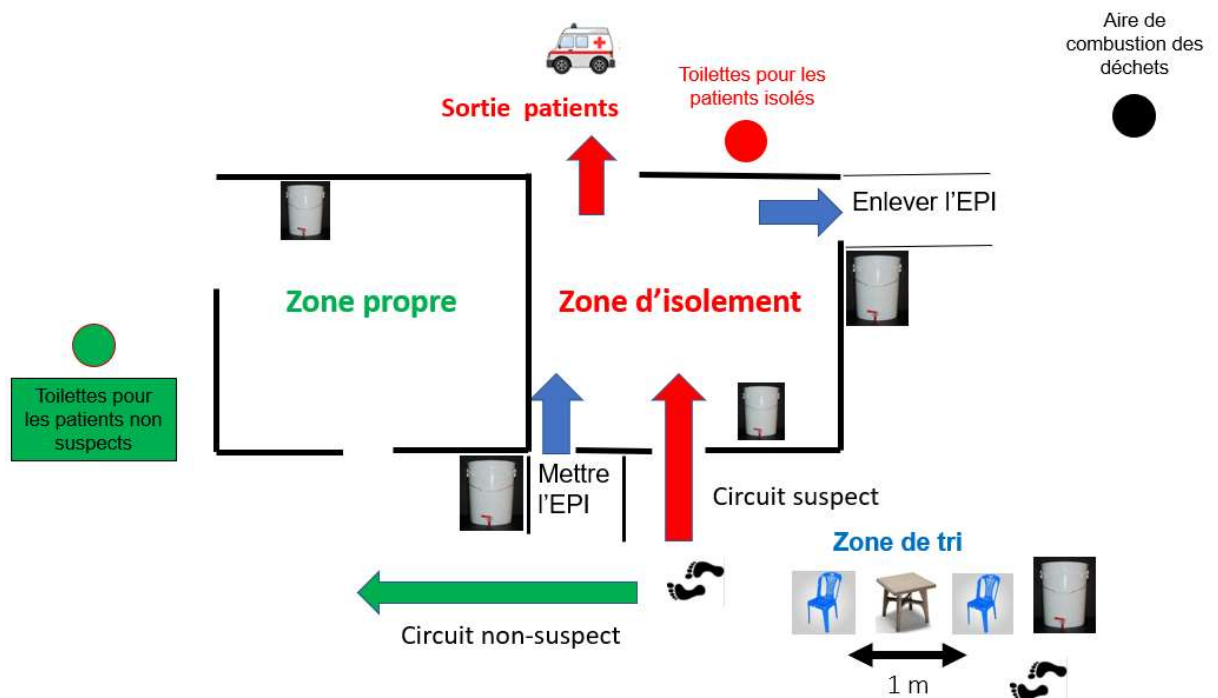 Aire de
combustion des
déchets
Toilettes pour les
patients isolés
Sortie  patients
Enlever l'EPI
Zone propre
Zone d'isolement
Toilettes pour
les patients non
suspects
Mettre
l'EPI
Circuit suspect
Zone de tri
Circuit non-suspect
1 m